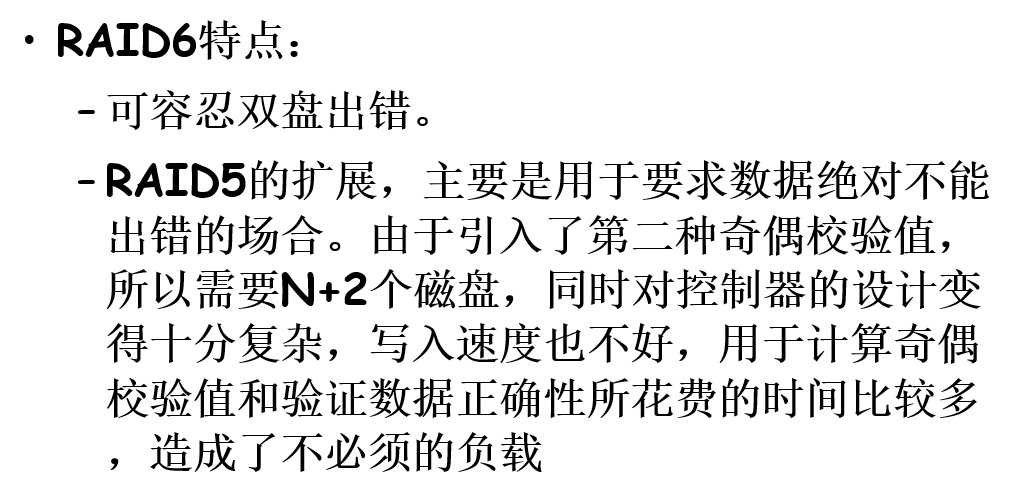 • RAID6特点：
– 可容忍双盘出错。
– RAID5的扩展，主要是用于要求数据绝对不能
出错的场合。由于引入了第二种奇偶校验值，
所以需要N+2个磁盘，同时对控制器的设计变
得十分复杂，写入速度也不好，用于计算奇偶
校验值和验证数据正确性所花费的时间比较多
，造成了不必须的负载